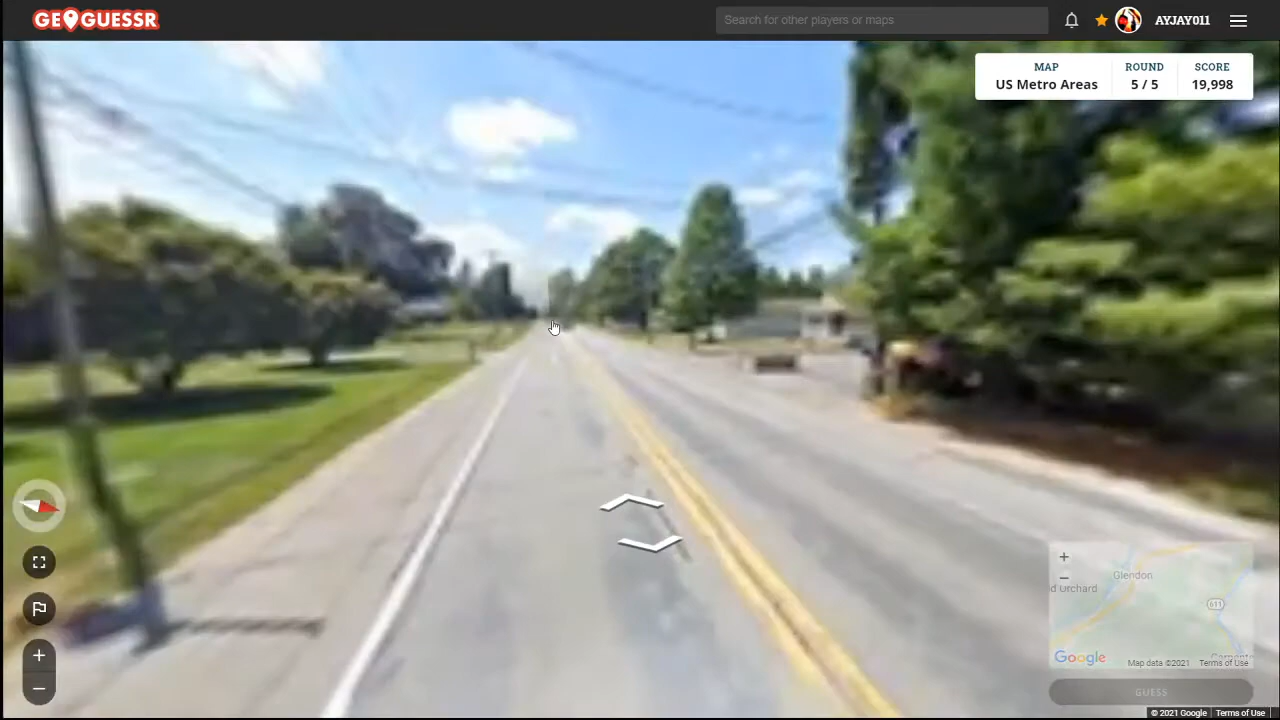 GEOGUESSR
Search for other players or maps
AYJAY011
MAP
US Metro Areas
ROUND
5 / 5
SCORE
19,998
+
−
Glendon
d Orchard
611
Google
Map data ©2021
Terms of Use
GUESS
+
−
© 2021 Google
Terms of Use